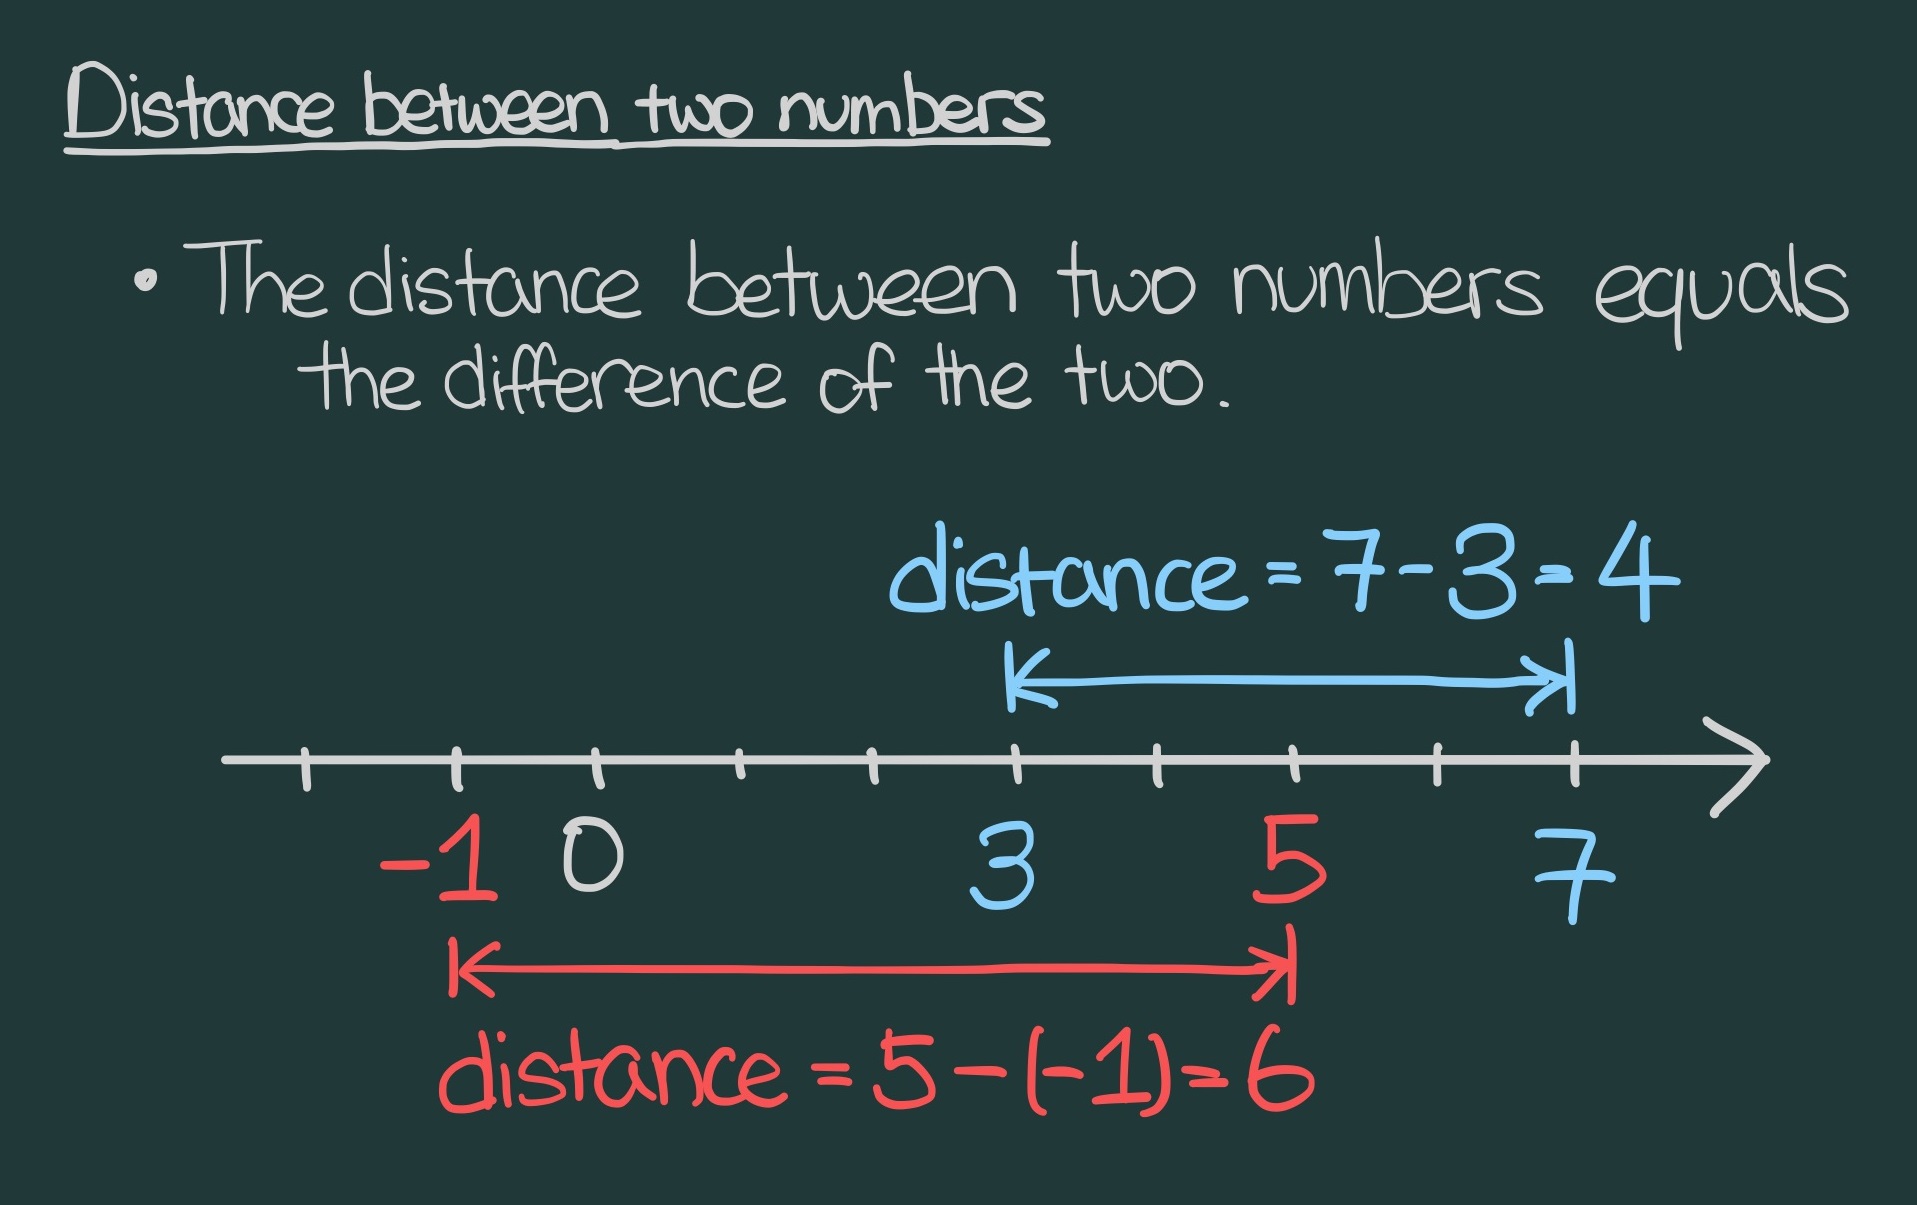 Distance between two numbers
• The distance between two numbers equals
the difference of the two.
distance = 7 - 3 = 4
-1 0 3 5 7
distance = 5 - (-1) = 6